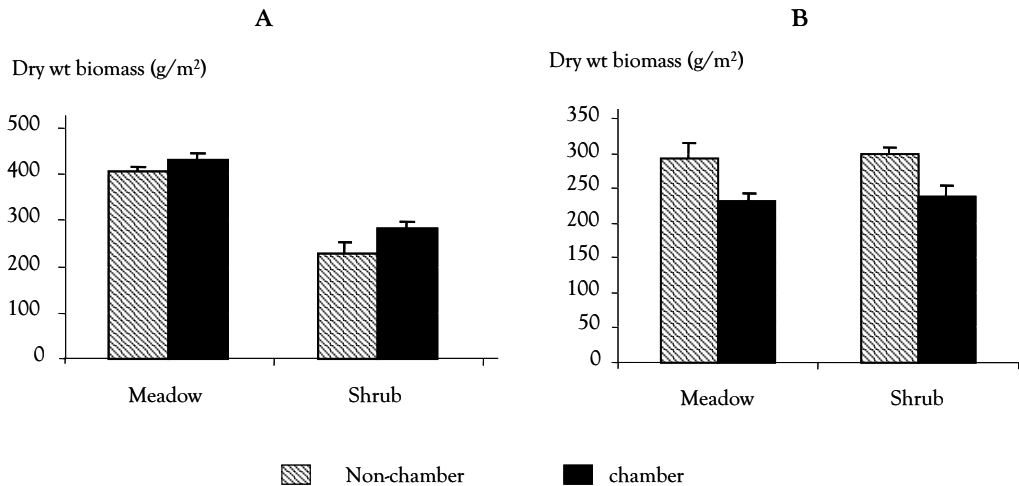 A
Dry wt biomass (g/m²)
500
400
300
200
100
0
Meadow Shrub
B
Dry wt biomass (g/m²)
350
300
250
200
150
100
50
0
Meadow Shrub
Non-chamber chamber